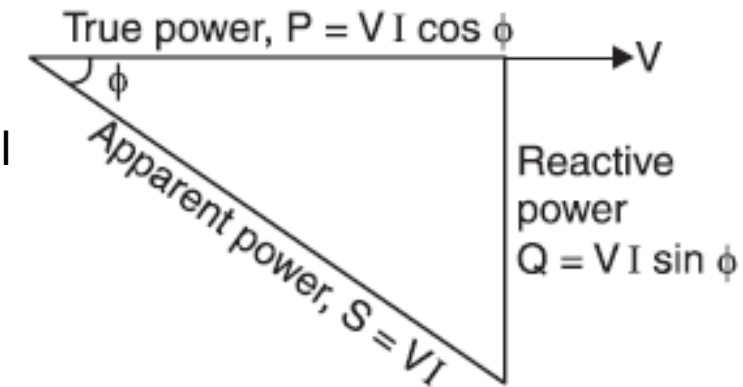 True power, P = V I cos ϕ
V
ϕ
l
Apparent power, S = VI
Reactive
power
Q = V I sin ϕ